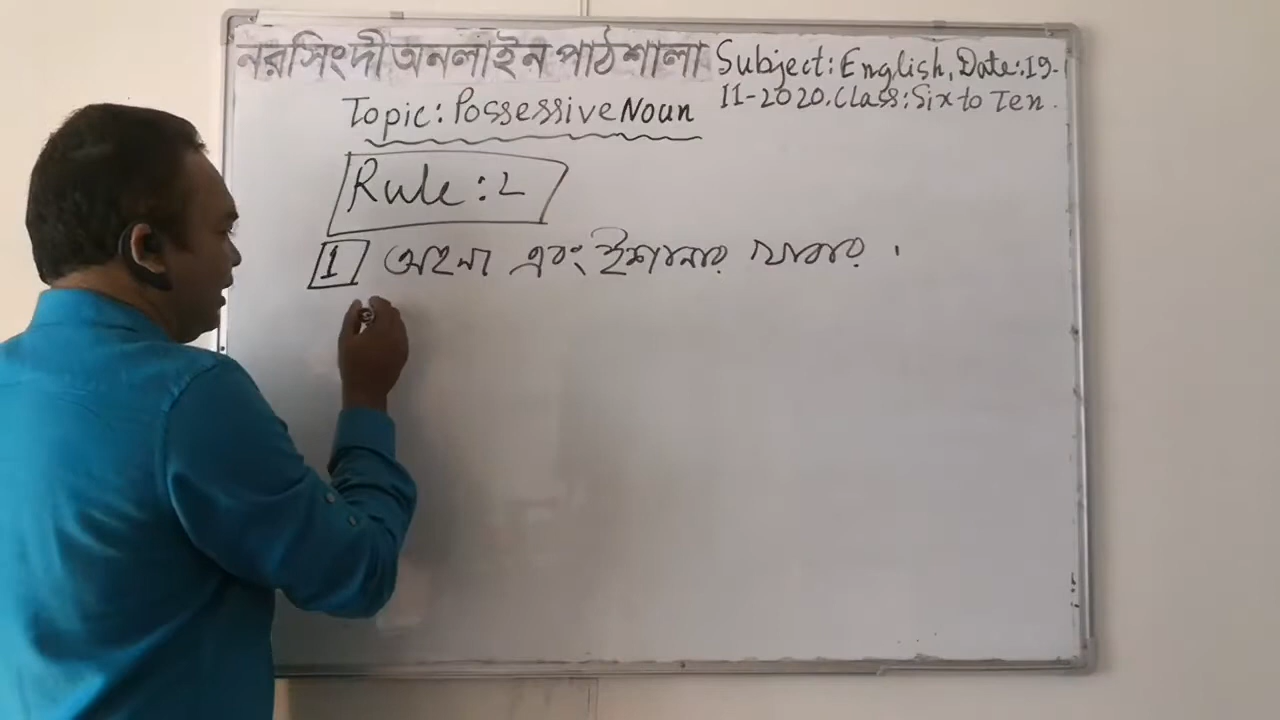 নরসিংদী অনলাইন পাঠশালা
Subject: English, Date: 19-
11-2020. Class: Six to Ten.
Topic: Possessive Noun
Rule: 2
1 অহনা এবং ঈশানার খাবার ।